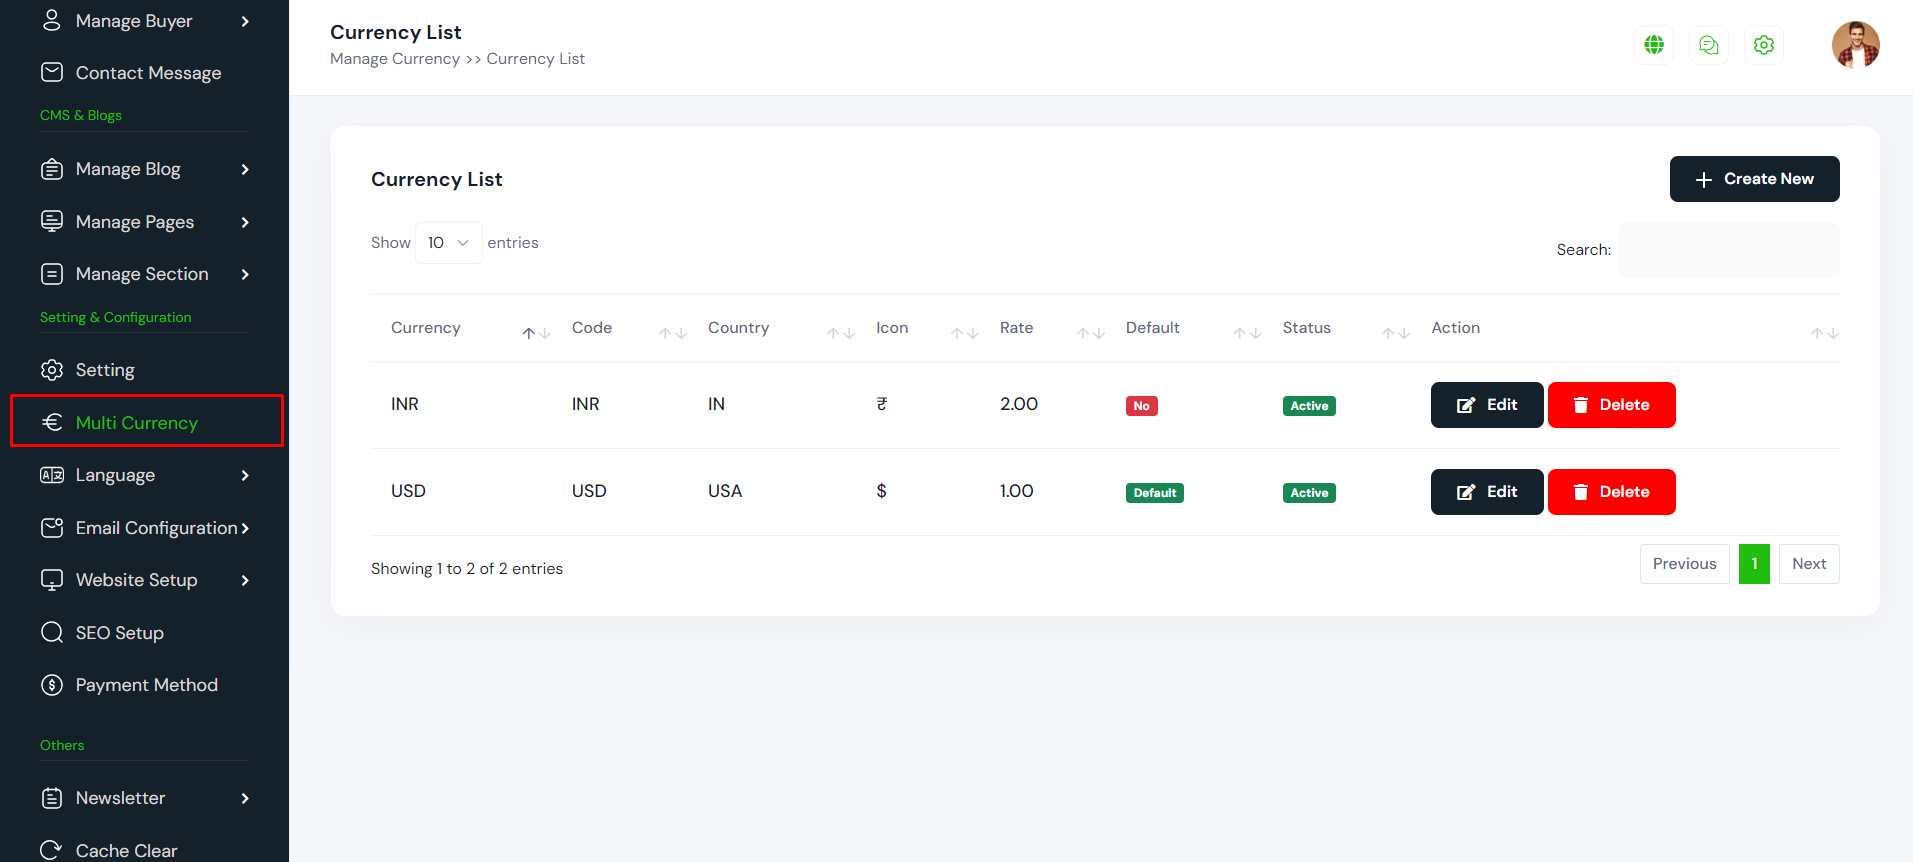 Manage Buyer
Contact Message
CMS & Blogs
Manage Blog
Manage Pages
Manage Section
Setting & Configuration
Setting
Multi Currency
Language
Email Configuration
Website Setup
SEO Setup
Payment Method
Others
Newsletter
Cache Clear
Currency List
Manage Currency >> Currency List
Currency List
Create New
Show 10 entries
Search:
Currency Code Country Icon Rate Default Status Action
INR INR IN ₹ 2.00 No Active Edit Delete
USD USD USA $ 1.00 Default Active Edit Delete
Showing 1 to 2 of 2 entries
Previous 1 Next